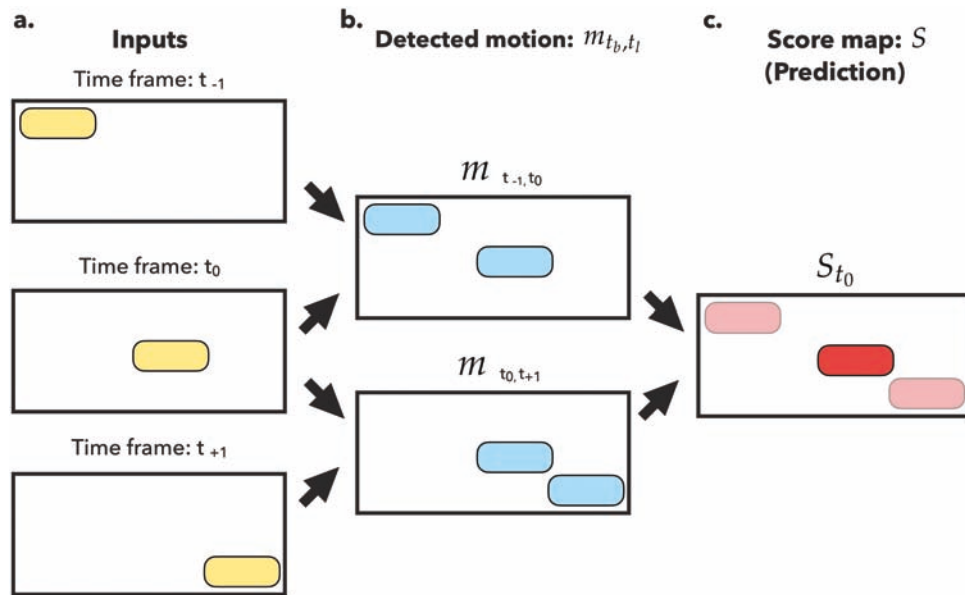 a.
Inputs
Time frame: t -1
Time frame: t0
Time frame: t +1
b.
Detected motion: m tb,tl
m t -1, t0
m t0, t+1
c.
Score map: S
(Prediction)
St0